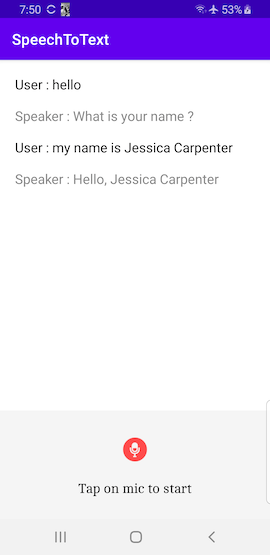 7:50 53%
SpeechToText
User : hello
Speaker : What is your name ?
User : my name is Jessica Carpenter
Speaker : Hello, Jessica Carpenter
Tap on mic to start